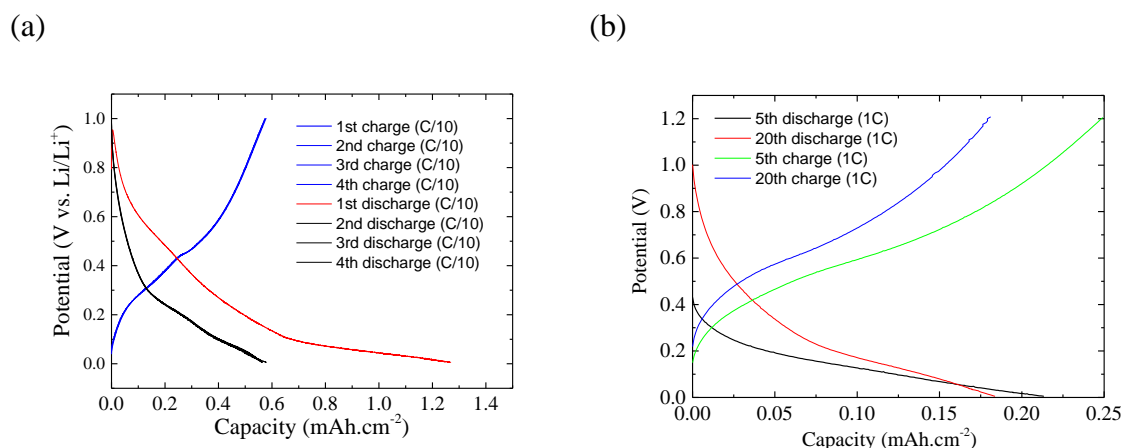 (a)
(b)
Potential (V vs. Li/Li+)
1.0
0.8
0.6
0.4
0.2
0.0
1st charge (C/10)
2nd charge (C/10)
3rd charge (C/10)
4th charge (C/10)
1st discharge (C/10)
2nd discharge (C/10)
3rd discharge (C/10)
4th discharge (C/10)
0.0 0.2 0.4 0.6 0.8 1.0 1.2 1.4
Capacity (mAh.cm-2)
Potential (V)
1.2
1.0
0.8
0.6
0.4
0.2
0.0
5th discharge (1C)
20th discharge (1C)
5th charge (1C)
20th charge (1C)
0.00 0.05 0.10 0.15 0.20 0.25
Capacity (mAh.cm-2)